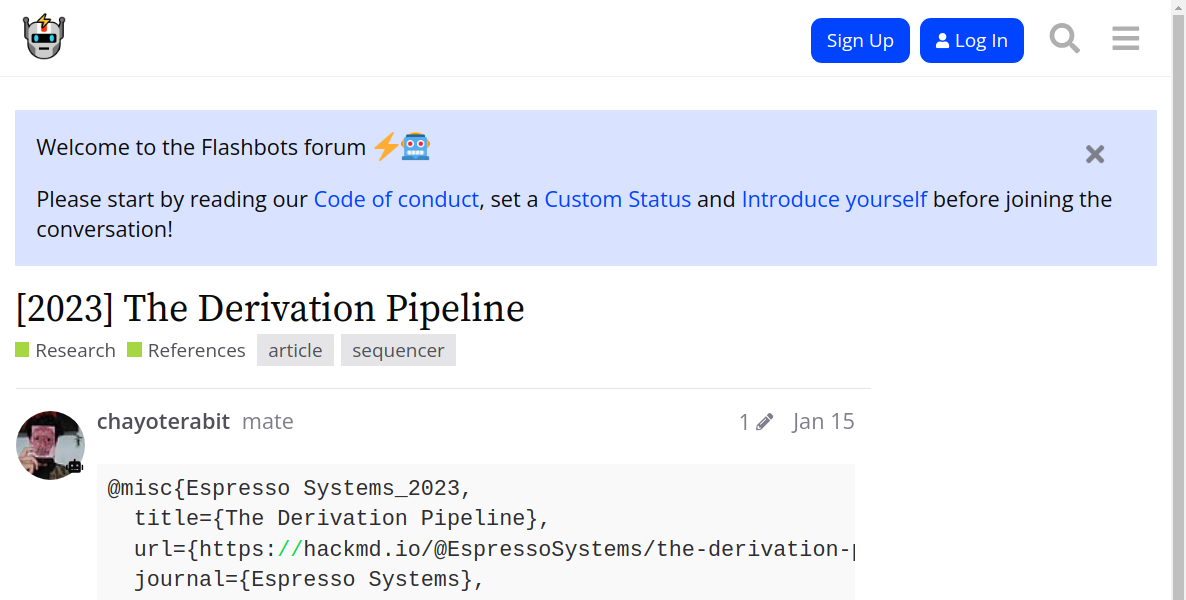 Sign Up
Log In
Welcome to the Flashbots forum
Please start by reading our Code of conduct, set a Custom Status and Introduce yourself before joining the
conversation!
[2023] The Derivation Pipeline
Research References article sequencer
chayoterabit mate 1 Jan 15
@misc{Espresso Systems_2023,
title={The Derivation Pipeline},
url={https://hackmd.io/@EspressoSystems/the-derivation-
journal={Espresso Systems},